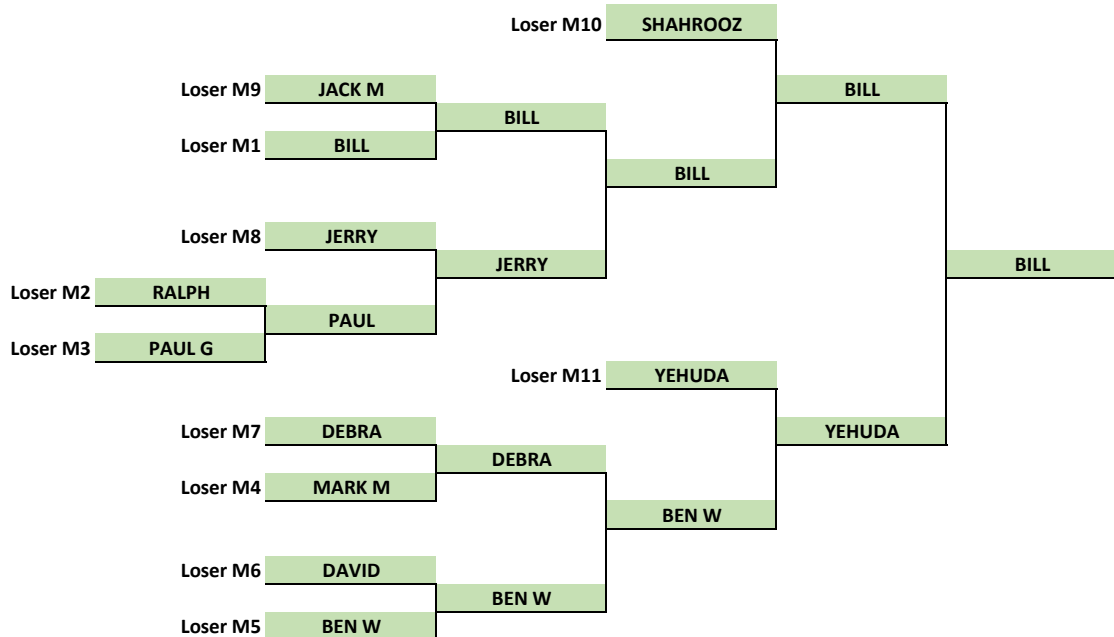 Loser M10 SHAHROOZ
Loser M9 JACK M BILL
BILL
Loser M1 BILL
BILL
Loser M8 JERRY
JERRY BILL
Loser M2 RALPH
PAUL
Loser M3 PAUL G
Loser M11 YEHUDA
Loser M7 DEBRA YEHUDA
DEBRA
Loser M4 MARK M
BEN W
Loser M6 DAVID
BEN W
Loser M5 BEN W